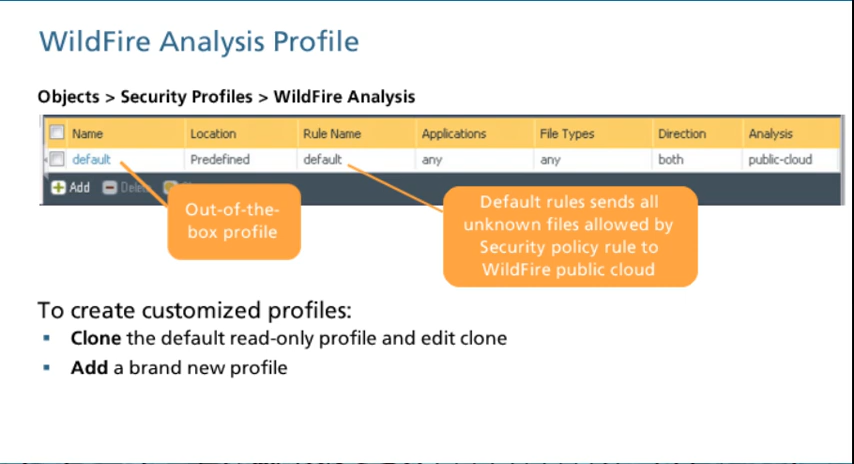 WildFire Analysis Profile
Objects > Security Profiles > WildFire Analysis
Name Location Rule Name Applications File Types Direction Analysis
default Predefined default any any both public-cloud
Add Delete
Out-of-the-
box profile
Default rules sends all
unknown files allowed by
Security policy rule to
WildFire public cloud
To create customized profiles:
▪ Clone the default read-only profile and edit clone
▪ Add a brand new profile